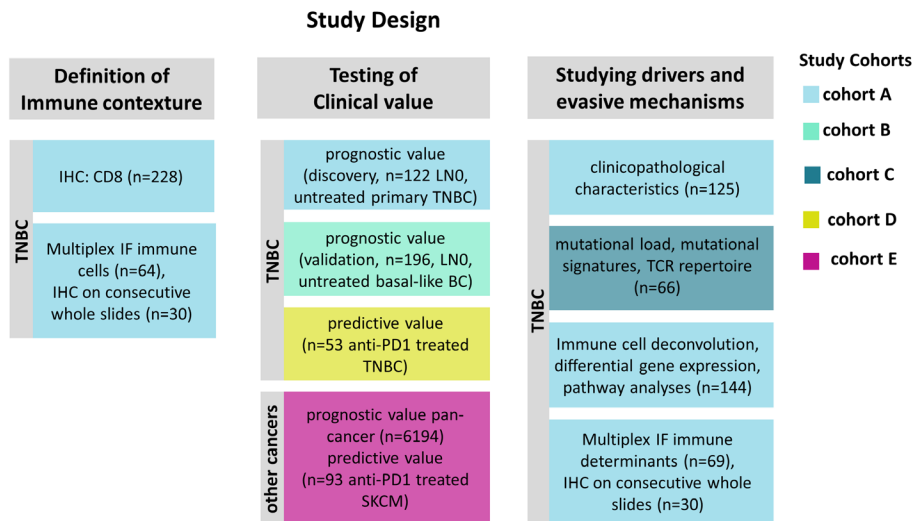 Study Design
Definition of
Immune contexture
TNBC
IHC: CD8 (n=228)
Multiplex IF immune
cells (n=64),
IHC on consecutive
whole slides (n=30)
Testing of
Clinical value
TNBC
prognostic value
(discovery, n=122 LN0,
untreated primary TNBC)
prognostic value
(validation, n=196, LN0,
untreated basal-like BC)
predictive value
(n=53 anti-PD1 treated
TNBC)
other cancers
prognostic value pan-
cancer (n=6194)
predictive value
(n=93 anti-PD1 treated
SKCM)
Studying drivers and
evasive mechanisms
TNBC
clinicopathological
characteristics (n=125)
mutational load, mutational
signatures, TCR repertoire
(n=66)
Immune cell deconvolution,
differential gene expression,
pathway analyses (n=144)
Multiplex IF immune
determinants (n=69),
IHC on consecutive whole
slides (n=30)
Study Cohorts
cohort A
cohort B
cohort C
cohort D
cohort E